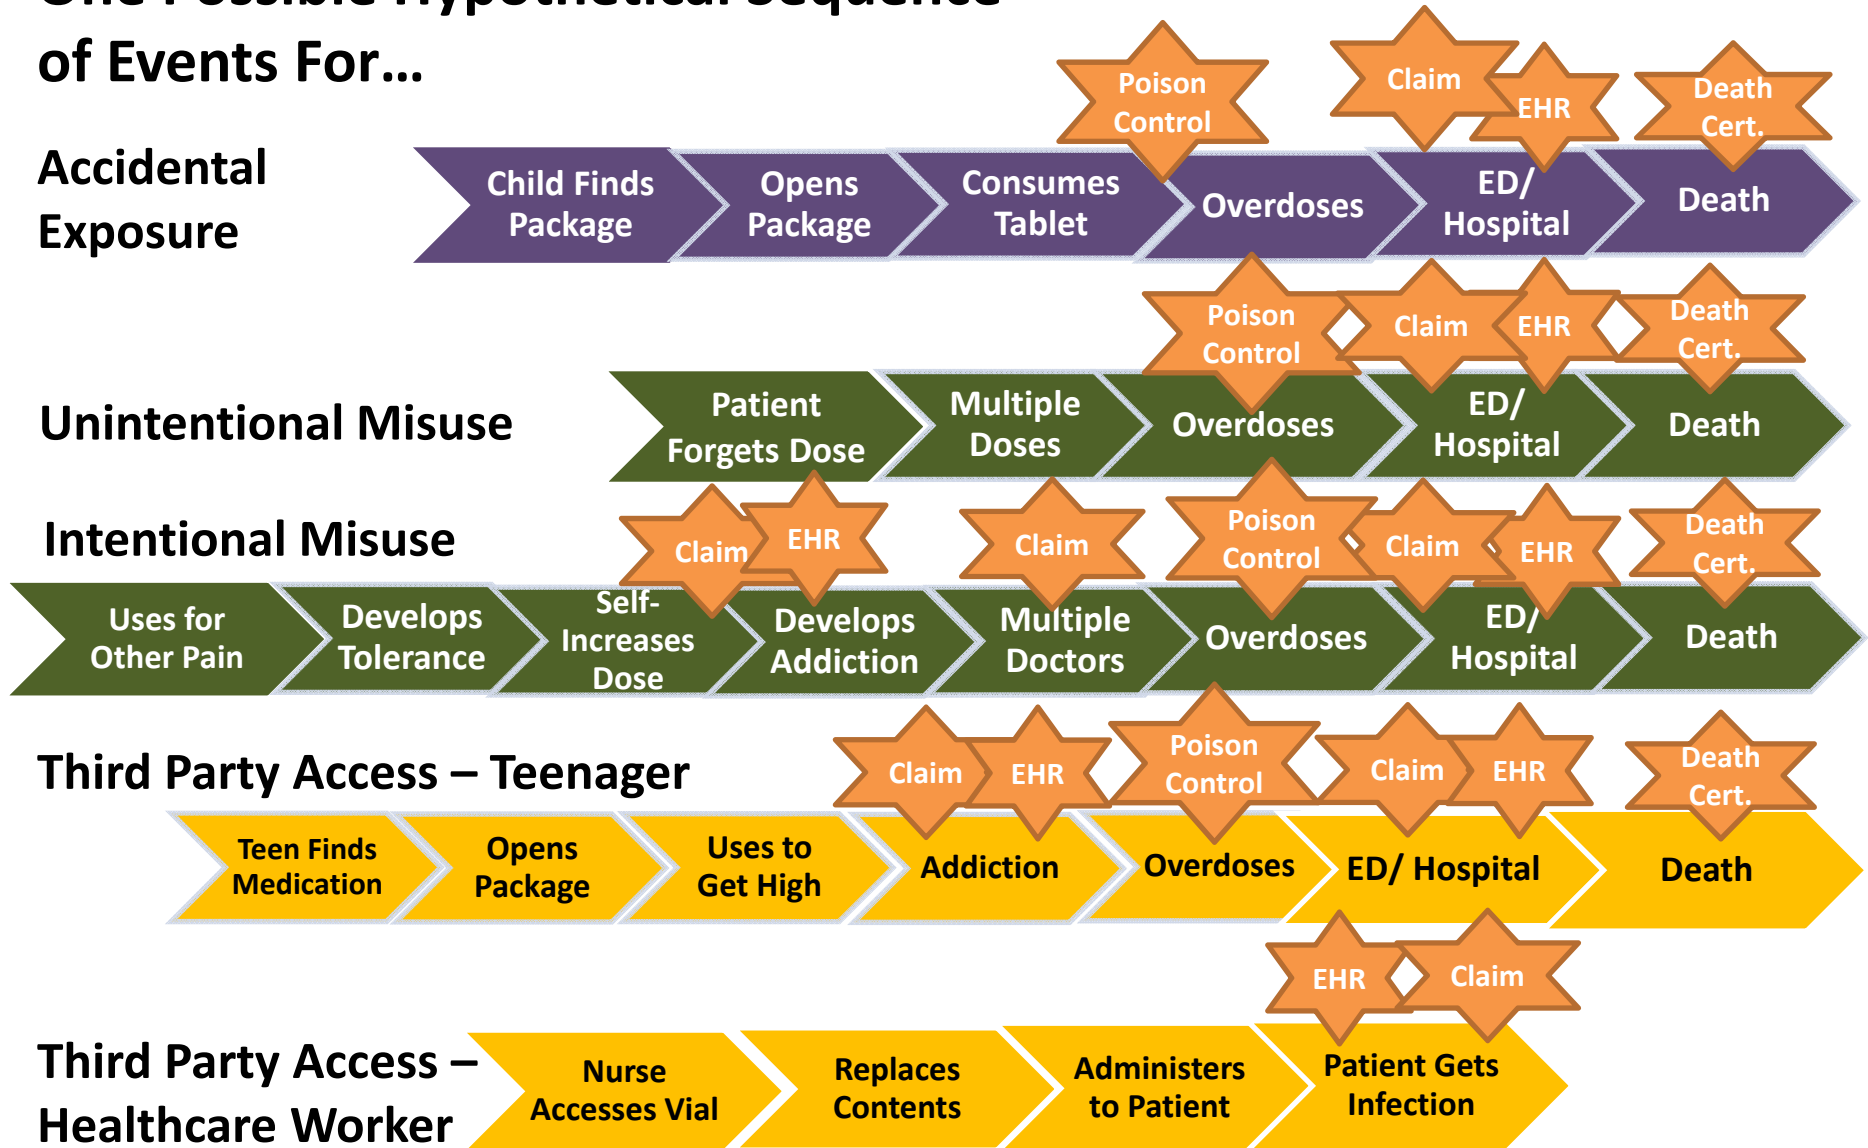 One Possible Hypothetical Sequence
of Events For…
Poison
Control
Claim
EHR
Death
Cert.
Accidental
Exposure
Child Finds
Package
Opens
Package
Consumes
Tablet
Overdoses
ED/
Hospital
Death
Poison
Control
Claim
EHR
Death
Cert.
Unintentional Misuse
Patient
Forgets Dose
Multiple
Doses
Overdoses
ED/
Hospital
Death
Intentional Misuse
Claim
EHR
Claim
Poison
Control
Claim
EHR
Death
Cert.
Uses for
Other Pain
Develops
Tolerance
Self-
Increases
Dose
Develops
Addiction
Multiple
Doctors
Overdoses
ED/
Hospital
Death
Third Party Access – Teenager
Claim
EHR
Poison
Control
Claim
EHR
Death
Cert.
Teen Finds
Medication
Opens
Package
Uses to
Get High
Addiction
Overdoses
ED/ Hospital
Death
EHR
Claim
Third Party Access –
Healthcare Worker
Nurse
Accesses Vial
Replaces
Contents
Administers
to Patient
Patient Gets
Infection